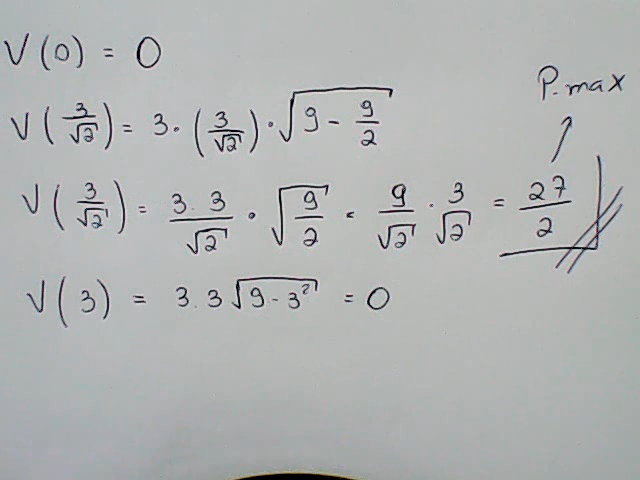 V(0) = 0
P. max
V(3/√2) = 3 · (3/√2) · √(9 - 9/2)
V(3/√2) = 3.3/√2 · √(9/2) = 9/√2 · 3/√2 = 27/2
V(3) = 3.3√(9 - 3²) = 0